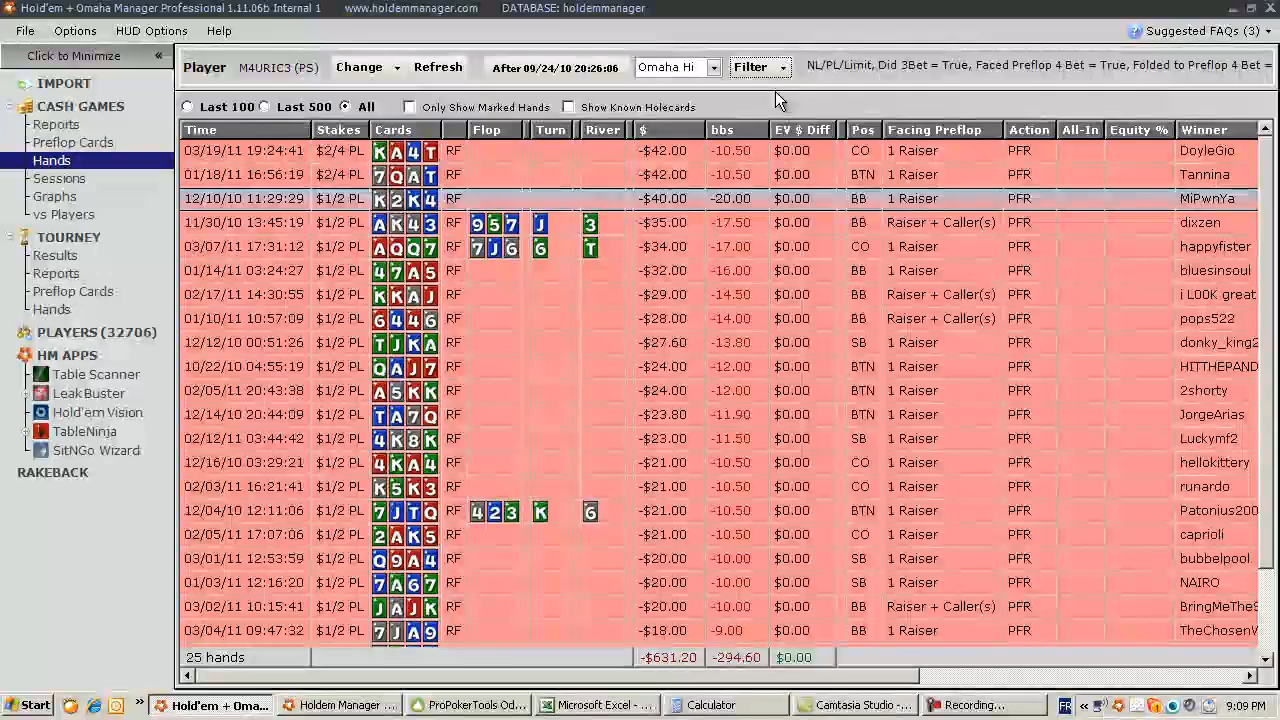 Hold'em + Omaha Manager Professional 1.11.06b Internal 1 www.holdemmanager.com DATABASE: holdemmanager
File Options HUD Options Help Suggested FAQs (3)
Click to Minimize «
Player M4URIC3 (PS) Change Refresh After 09/24/10 20:26:06 Omaha Hi Filter NL/PL/Limit, Did 3Bet = True, Faced Preflop 4 Bet = True, Folded to Preflop 4 Bet =
Last 100 Last 500 All Only Show Marked Hands Show Known Holecards
IMPORT
CASH GAMES
Reports
Preflop Cards
Hands
Sessions
Graphs
vs Players
TOURNEY
Results
Reports
Preflop Cards
Hands
PLAYERS (32706)
HM APPS
Table Scanner
LeakBuster
Hold'em Vision
TableNinja
SitNGo Wizard
RAKEBACK
Time Stakes Cards Flop Turn River $ bbs EV $ Diff Pos Facing Preflop Action All-In Equity % Winner
03/19 19:24:41 $2/4 PL K A 4 T RF -$42.00 -10.50 $0.00 CO 1 Raiser PFR DoyleGio
01/18 16:56:19 $2/4 PL 7 Q A T RF -$42.00 -10.50 $0.00 BTN 1 Raiser PFR Tannina
12/10/10 11:29:29 $1/2 PL K 2 K 4 RF -$40.00 -20.00 $0.00 BB 1 Raiser PFR MiPwnYa
11/30/10 13:45:19 $1/2 PL A K 4 3 RF 9 5 7 J 3 -$35.00 -17.50 $0.00 BB Raiser + Caller(s) PFR dixzen
03/07/11 17:31:12 $1/2 PL A Q Q 7 RF 7 J 6 6 T -$34.00 -17.00 $0.00 CO 1 Raiser PFR happyfister
01/14/11 03:24:27 $1/2 PL 4 7 A 5 RF -$32.00 -16.00 $0.00 BB 1 Raiser PFR bluesinsoul
02/17/11 14:30:55 $1/2 PL K K A J RF -$29.00 -14.50 $0.00 BB Raiser + Caller(s) PFR i L00K great
01/10/11 10:57:09 $1/2 PL 6 4 4 6 RF -$28.00 -14.00 $0.00 BB Raiser + Caller(s) PFR pops522
12/12/10 00:51:26 $1/2 PL T J K A RF -$27.60 -13.80 $0.00 SB 1 Raiser PFR donky_king2
10/22/10 04:55:19 $1/2 PL Q A J 7 RF -$24.00 -12.00 $0.00 BTN 1 Raiser PFR HITTHEPAND
02/05/11 20:43:38 $1/2 PL A 5 K K RF -$24.00 -12.00 $0.00 BTN 1 Raiser PFR 2shorty
12/14/10 20:44:09 $1/2 PL T A 7 Q RF -$23.80 -11.90 $0.00 BTN 1 Raiser PFR JorgeArias
02/12/11 03:44:42 $1/2 PL 4 K 8 K RF -$23.00 -11.50 $0.00 SB 1 Raiser PFR Luckymf2
12/16/10 03:29:21 $1/2 PL 4 K A 4 RF -$21.00 -10.50 $0.00 CO 1 Raiser PFR hellokittery
02/03/11 16:21:41 $1/2 PL K 5 K 3 RF -$21.00 -10.50 $0.00 CO 1 Raiser PFR runardo
12/04/10 12:11:06 $1/2 PL 7 J T Q RF 4 2 3 K 6 -$21.00 -10.50 $0.00 BTN 1 Raiser PFR Patonius200
02/05/11 17:07:06 $1/2 PL 2 A K 5 RF -$21.00 -10.50 $0.00 CO 1 Raiser PFR caprioli
03/01/11 12:53:59 $1/2 PL Q 9 A 4 RF -$20.00 -10.00 $0.00 SB 1 Raiser PFR bubbelpool.
01/03/11 12:16:20 $1/2 PL 7 A 6 7 RF -$20.00 -10.00 $0.00 SB 1 Raiser PFR NAIRO
03/02/11 10:15:41 $1/2 PL J A J K RF -$20.00 -10.00 $0.00 BB Raiser + Caller(s) PFR BringMeTheS
03/04/11 09:47:32 $1/2 PL 7 J A 9 RF -$18.00 -9.00 $0.00 BB 1 Raiser PFR TheChosenW
25 hands -$631.20 -294.60 $0.00
Start Hold'em + Oma... Holdem Manager ... ProPokerTools Od... Microsoft Excel - ... Calculator Camtasia Studio - ... Recording... FR « 9:09 PM